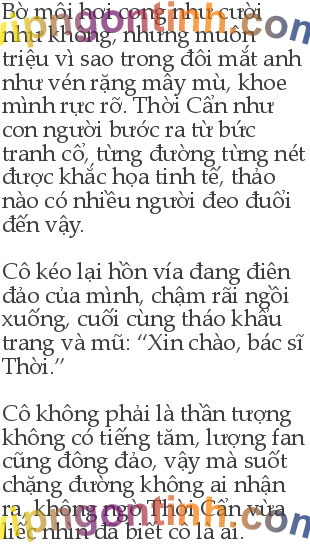 Bờ môi hơi cong như cười
như không, nhưng muôn
triệu vì sao trong đôi mắt anh
như vén rặng mây mù, khoe
mình rực rỡ. Thời Cẩn như
con người bước ra từ bức
tranh cổ, từng đường từng nét
được khắc họa tinh tế, thảo
nào có nhiều người đeo đuổi
đến vậy.
Cô kéo lại hồn vía đang điên
đảo của mình, chậm rãi ngồi
xuống, cuối cùng tháo khẩu
trang và mũ: “Xin chào, bác sĩ
Thời.”
Cô không phải là thần tượng
không có tiếng tăm, lượng fan
cũng đông đảo, vậy mà suốt
chặng đường không ai nhận
ra, không ngờ Thời Cẩn vừa
liếc nhìn đã biết cô là ai.
vipngontinh.com
vipngontinh.com